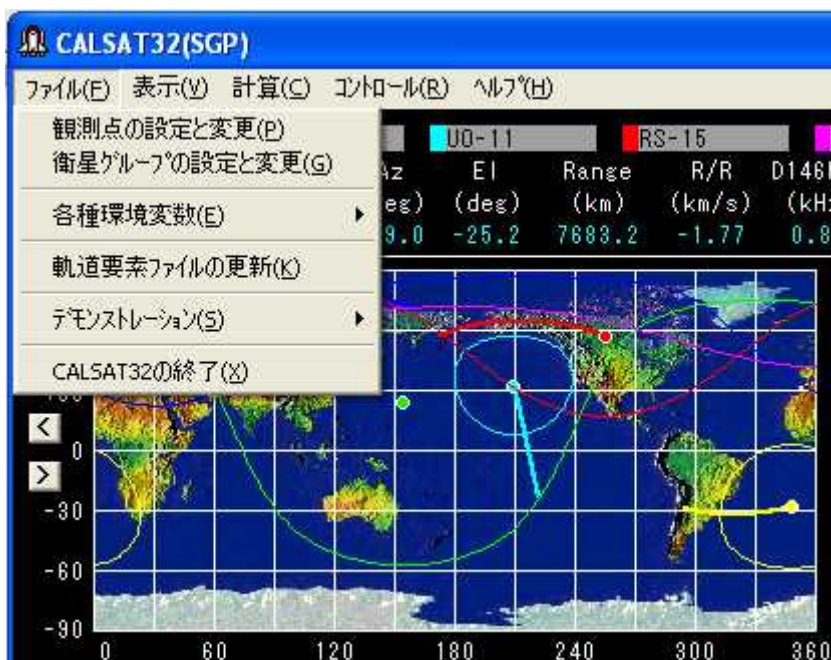 CALSAT32(SGP)
ファイル(F) 表示(V) 計算(C) コントロール(R) ヘルプ(H)
観測点の設定と変更(P)
衛星グループの設定と変更(G)
各種環境変数(E)
軌道要素ファイルの更新(K)
デモンストレーション(S)
CALSAT32の終了(X)
UO-11 RS-15
Az El Range R/R
(deg) (km) (km/s)
9.0 -25.2 7683.2 -1.77 0.8
<
0
>
-30
-60
-90
0 60 120 180 240 300 360